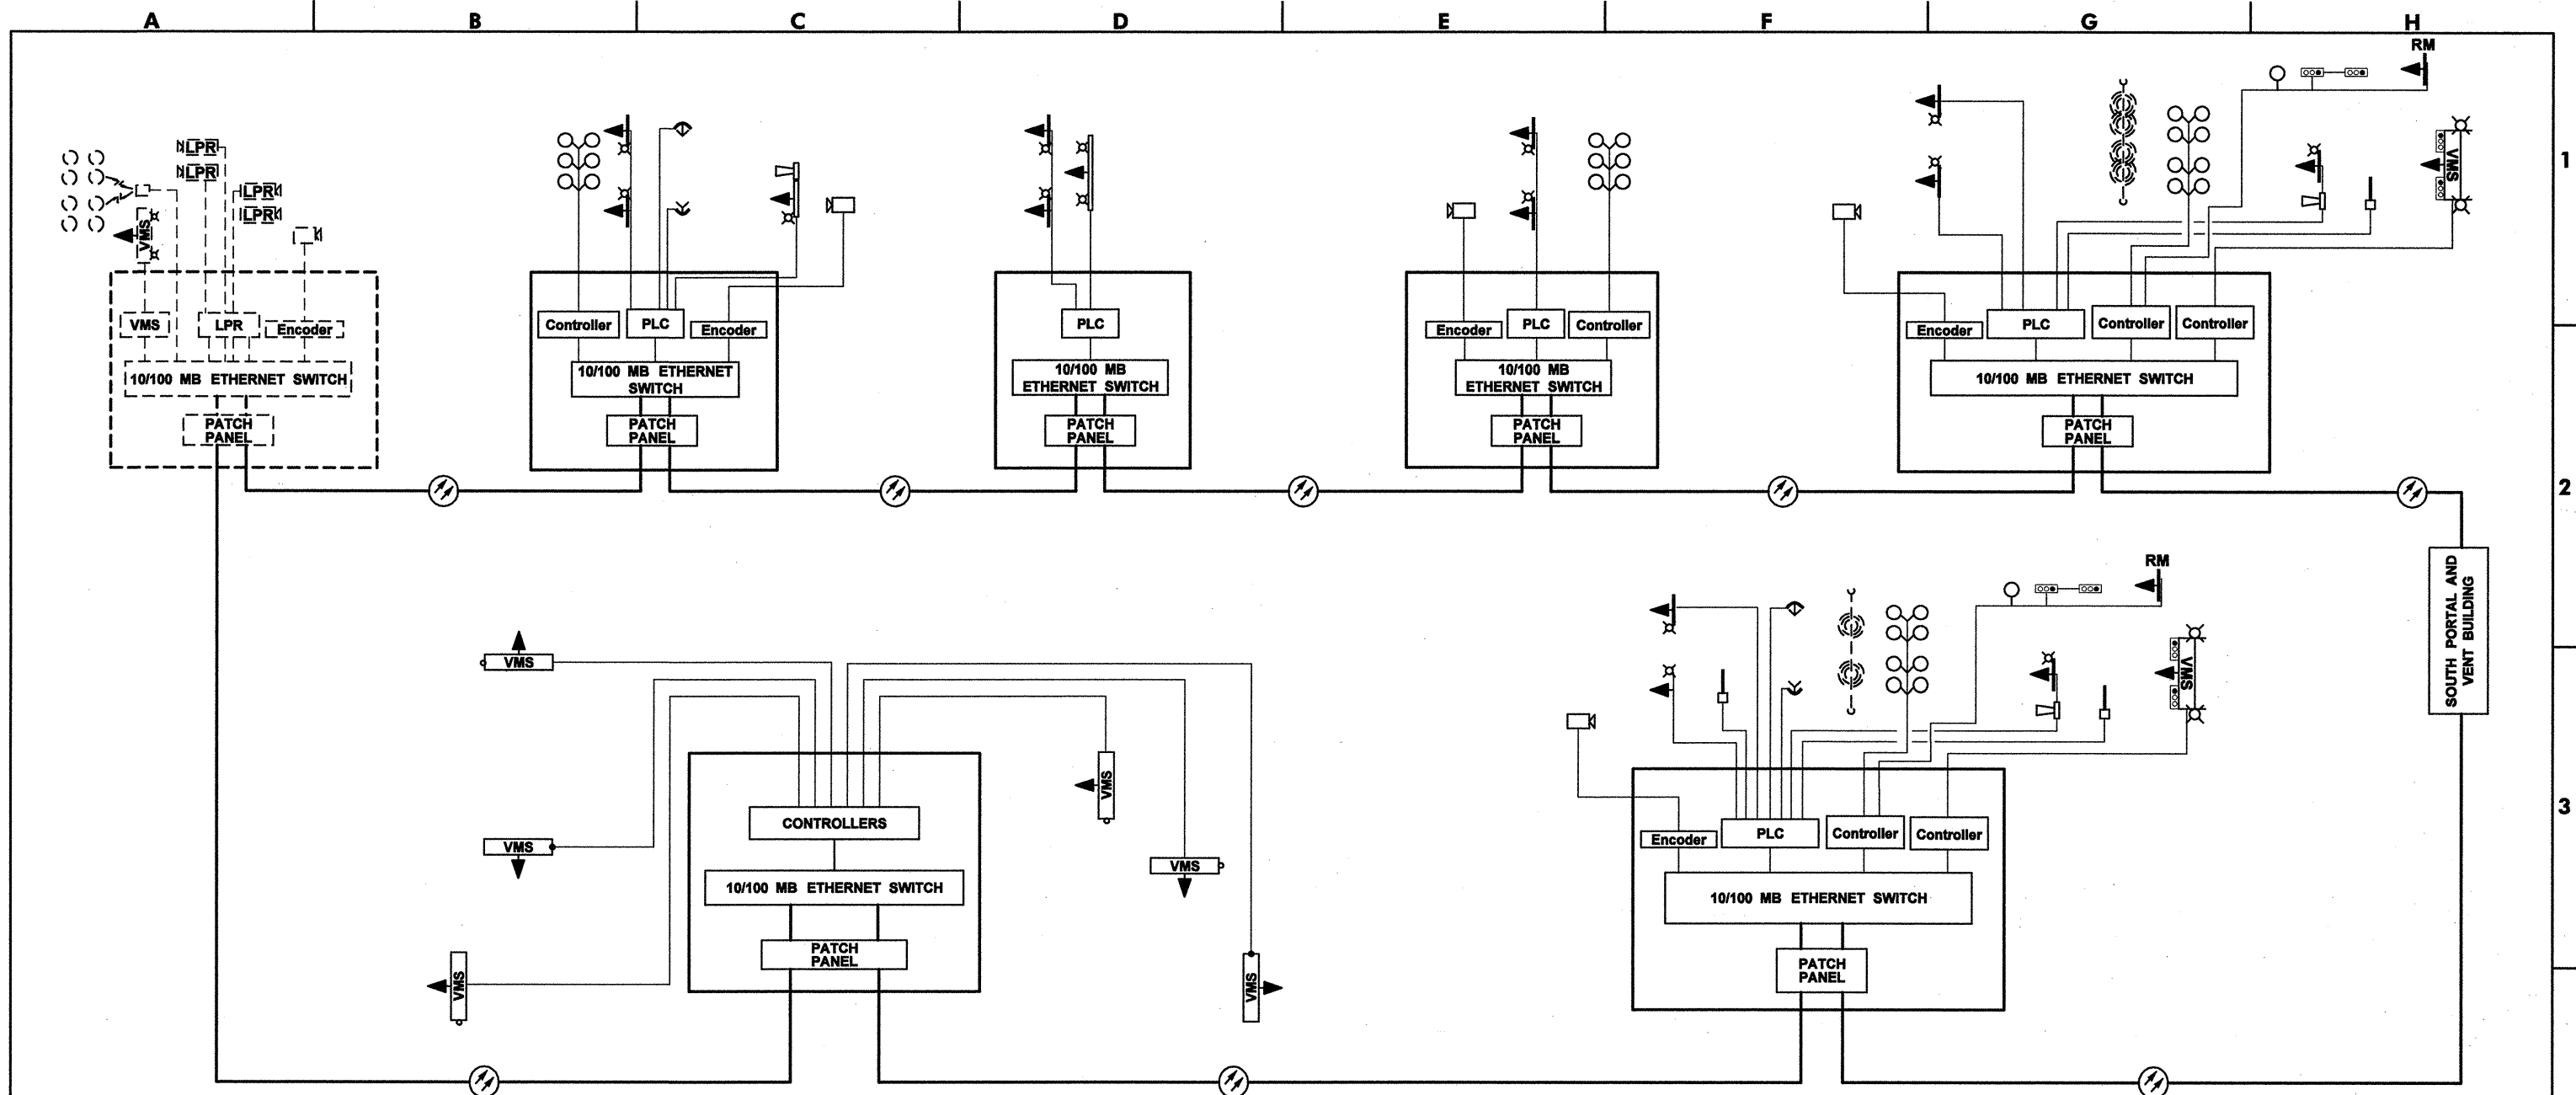 A B C D E F G H
RM
1
LPR
LPR
LPR
LPR
VMS
VMS
VMS
LPR
Encoder
10/100 MB ETHERNET SWITCH
PATCH
PANEL
Controller
PLC
Encoder
10/100 MB ETHERNET
SWITCH
PATCH
PANEL
PLC
10/100 MB
ETHERNET SWITCH
PATCH
PANEL
Encoder
PLC
Controller
10/100 MB
ETHERNET SWITCH
PATCH
PANEL
Encoder
PLC
Controller
Controller
10/100 MB ETHERNET SWITCH
PATCH
PANEL
2
SOUTH PORTAL AND
VENT BUILDING
RM
VMS
VMS
VMS
VMS
VMS
VMS
VMS
3
CONTROLLERS
10/100 MB ETHERNET SWITCH
PATCH
PANEL
Encoder
PLC
Controller
Controller
10/100 MB ETHERNET SWITCH
PATCH
PANEL